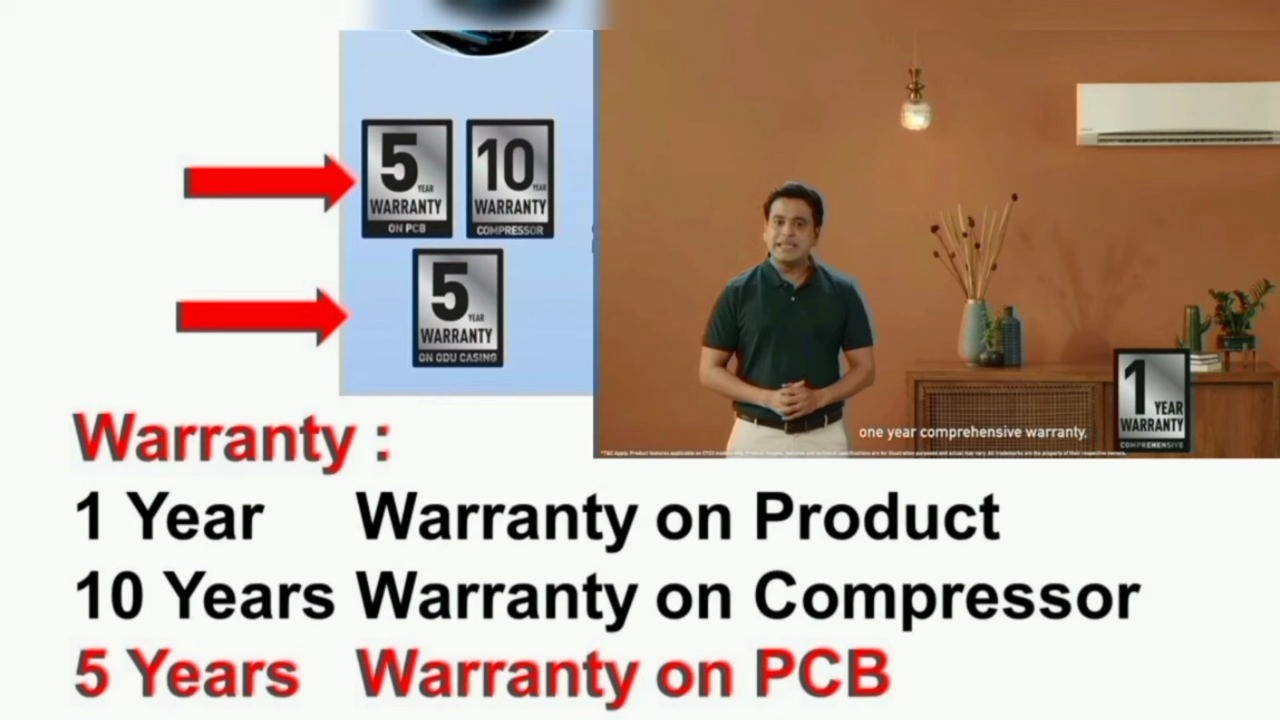 5
YEAR
WARRANTY
ON PCB
10
YEAR
WARRANTY
COMPRESSOR
5
YEAR
WARRANTY
ON ODU CASING
one year comprehensive warranty.
1
YEAR
WARRANTY
COMPREHENSIVE
Warranty :
1 Year Warranty on Product
10 Years Warranty on Compressor
5 Years Warranty on PCB